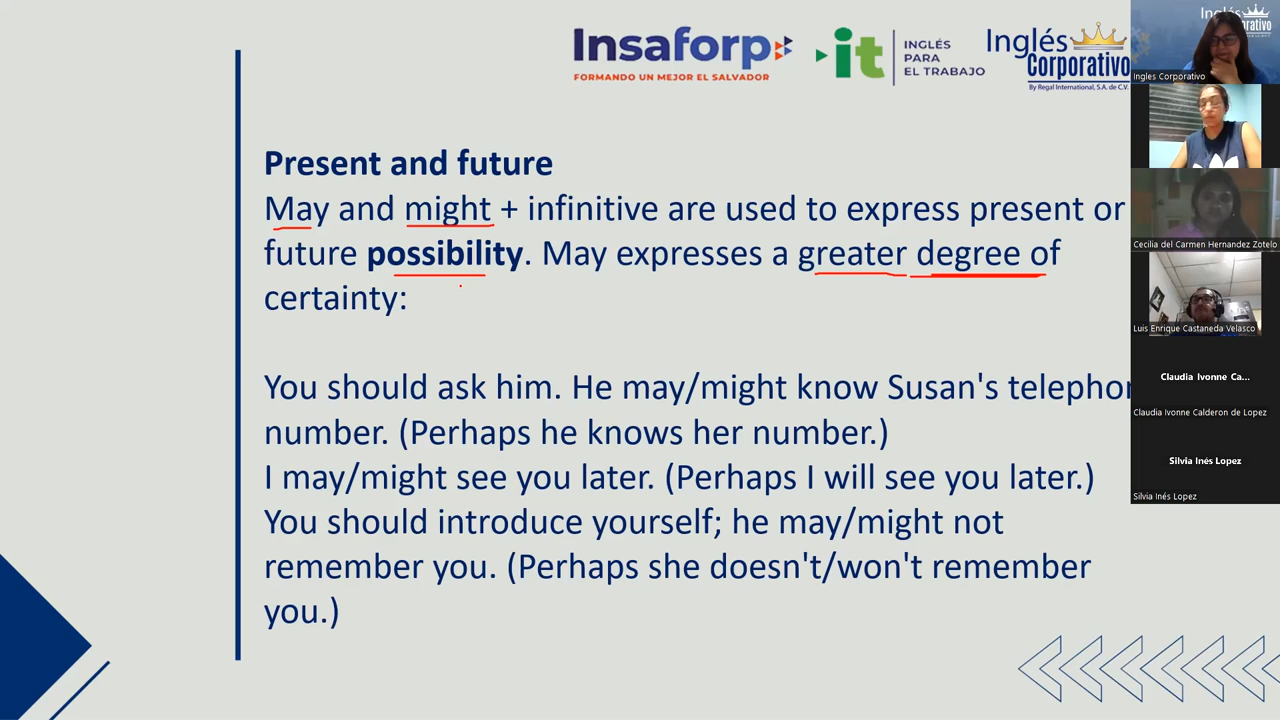 Insaforp
FORMANDO UN MEJOR EL SALVADOR
it
INGLÉS
PARA
EL TRABAJO
Inglés
Corporativo
By Regal International, S.A. de C.V.
Present and future
May and might + infinitive are used to express present or
future possibility. May expresses a greater degree of
certainty:
You should ask him. He may/might know Susan's telephon
number. (Perhaps he knows her number.)
I may/might see you later. (Perhaps I will see you later.)
You should introduce yourself; he may/might not
remember you. (Perhaps she doesn't/won't remember
you.)
Ingles Corporativo
Cecilia del Carmen Hernandez Zotelo
Luis Enrique Castaneda Velasco
Claudia Ivonne Ca...
Claudia Ivonne Calderon de Lopez
Silvia Inés Lopez
Silvia Inés Lopez